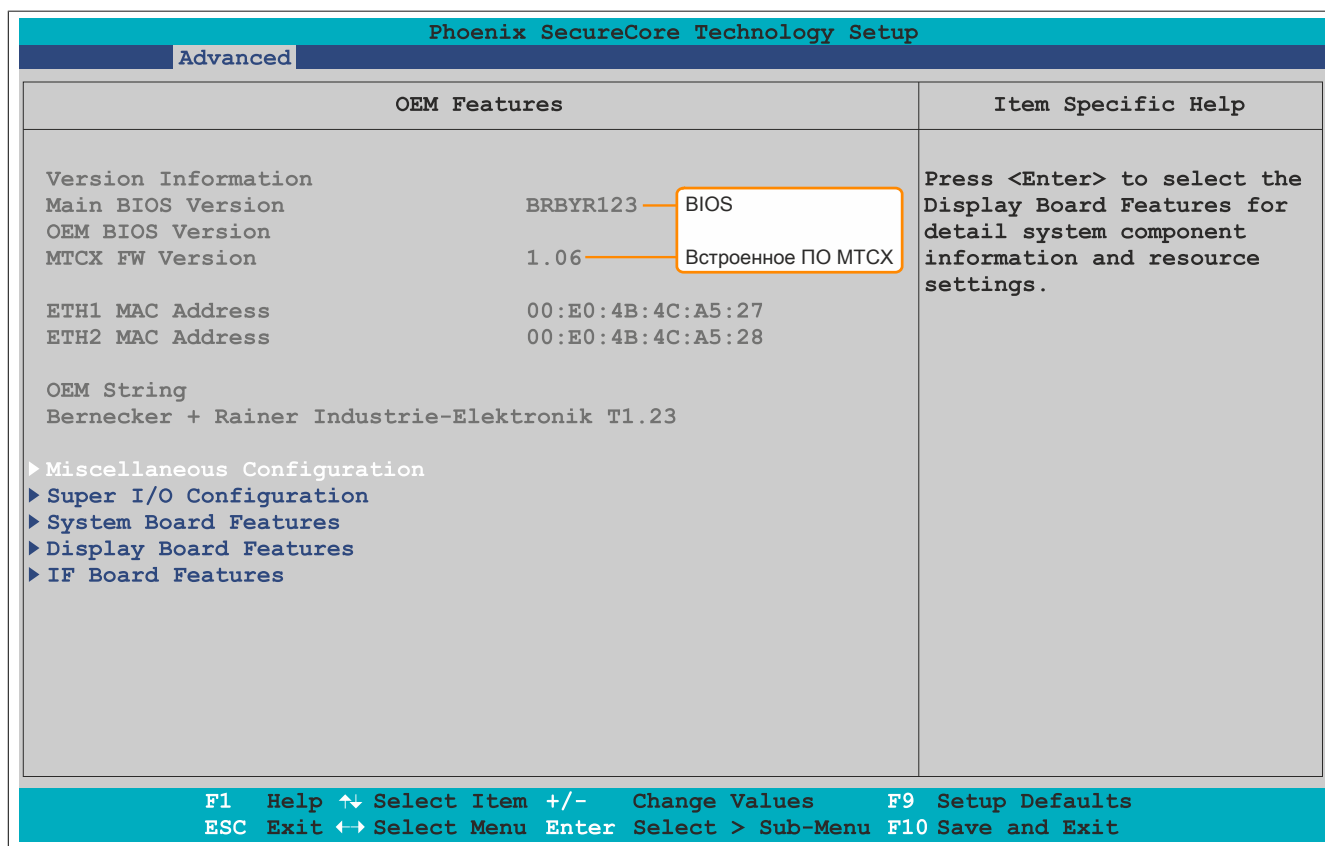 Phoenix SecureCore Technology Setup
Advanced
OEM Features
Item Specific Help
Version Information
Main BIOS Version BRBYR123 BIOS
OEM BIOS Version
MTCX FW Version 1.06 Встроенное ПО MTCX
ETH1 MAC Address 00:E0:4B:4C:A5:27
ETH2 MAC Address 00:E0:4B:4C:A5:28
OEM String
Bernecker + Rainer Industrie-Elektronik T1.23
Miscellaneous Configuration
Super I/O Configuration
System Board Features
Display Board Features
IF Board Features
Press <Enter> to select the
Display Board Features for
detail system component
information and resource
settings.
F1 Help Select Item +/- Change Values F9 Setup Defaults
ESC Exit Select Menu Enter Select > Sub-Menu F10 Save and Exit